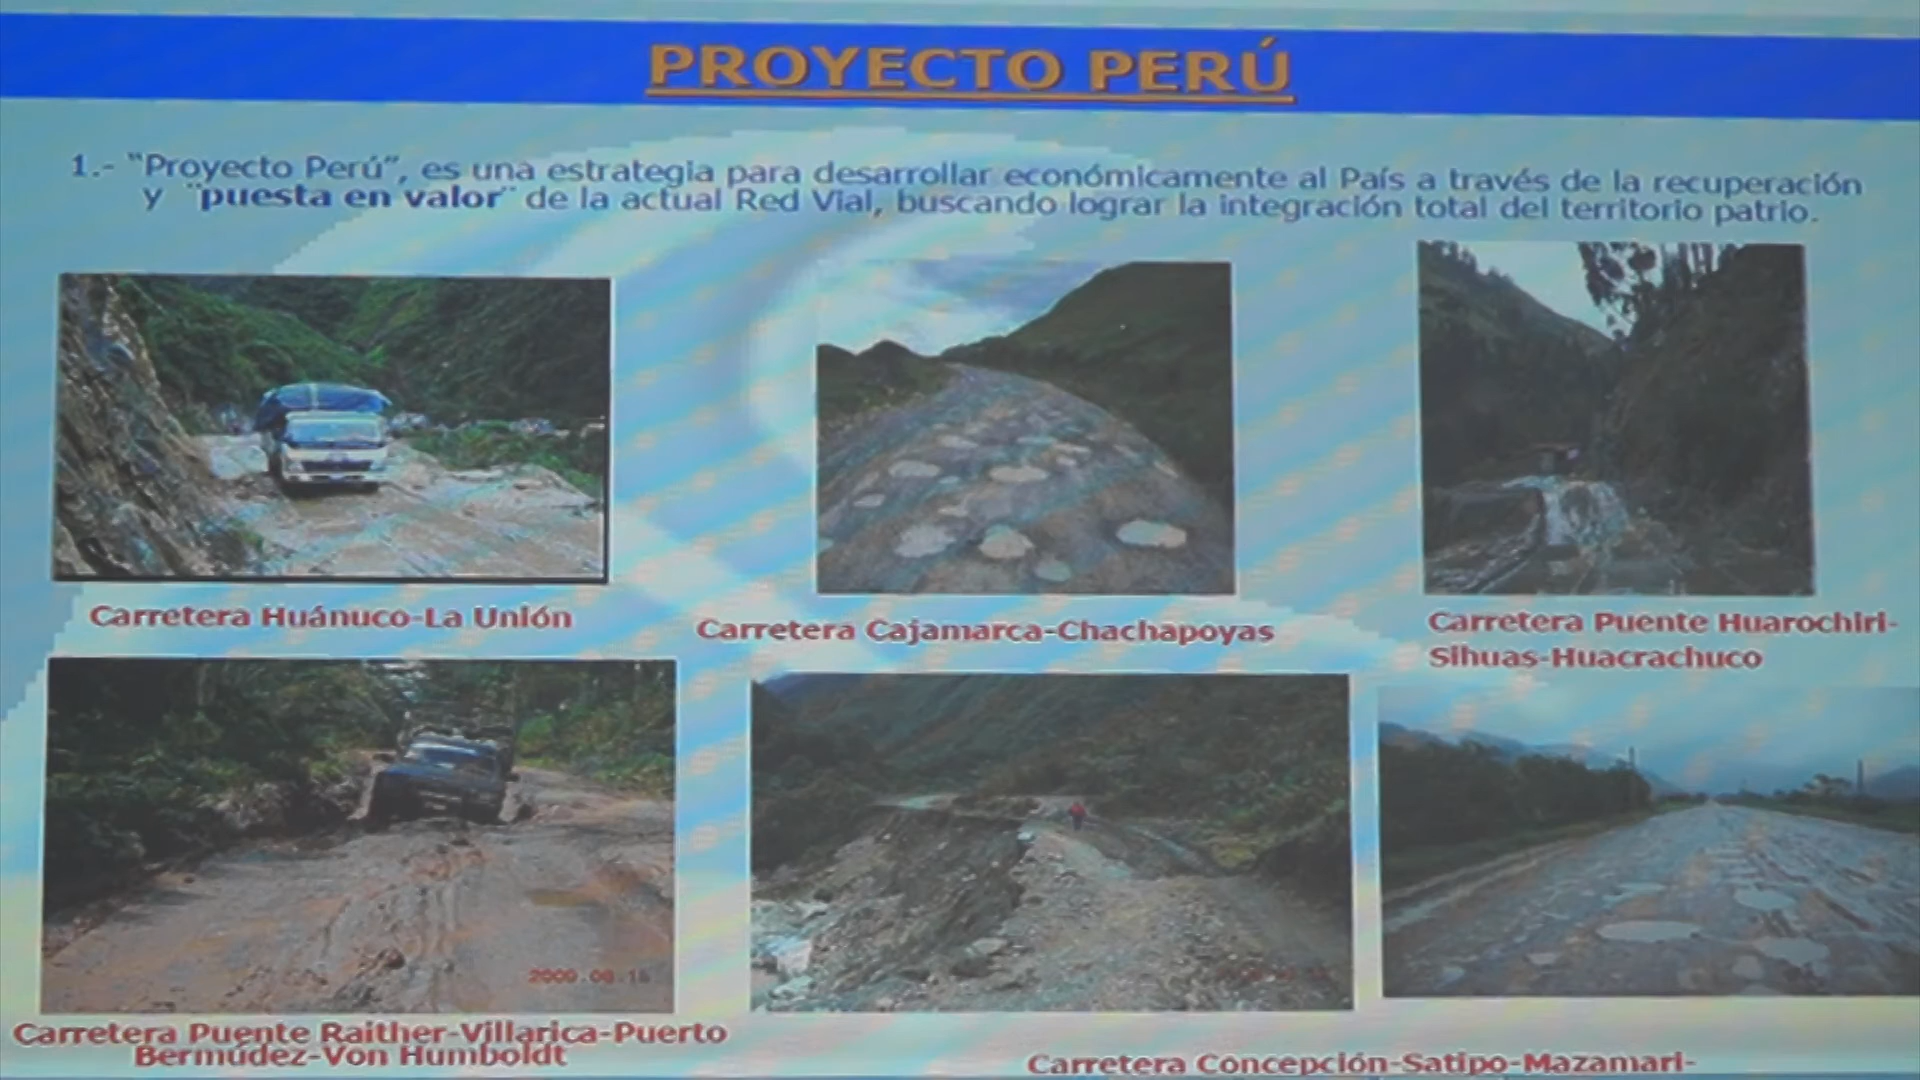 PROYECTO PERÚ
1.- “Proyecto Perú”, es una estrategia para desarrollar económicamente al País a través de la recuperación
y ¨puesta en valor¨ de la actual Red Vial, buscando lograr la integración total del territorio patrio.
Carretera Huánuco-La Unión
Carretera Cajamarca-Chachapoyas
Carretera Puente Huarochiri-
Sihuas-Huacrachuco
2000.08.16
Carretera Puente Raither-Villarica-Puerto
Bermúdez-Von Humboldt
Carretera Concepción-Satipo-Mazamari-